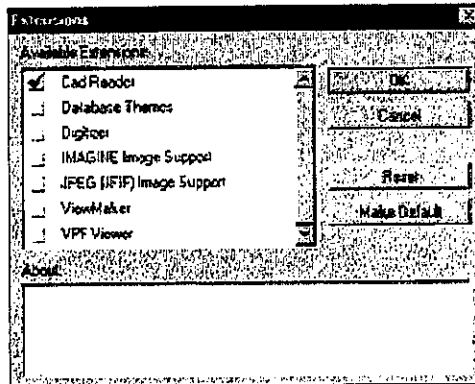 Extensions
Available Extensions:
Cad Reader
OK
Database Themes
Cancel
Digitizer
IMAGINE Image Support
JPEG (JFIF) Image Support
Reset
ViewMaker
Make Default
VPF Viewer
About: